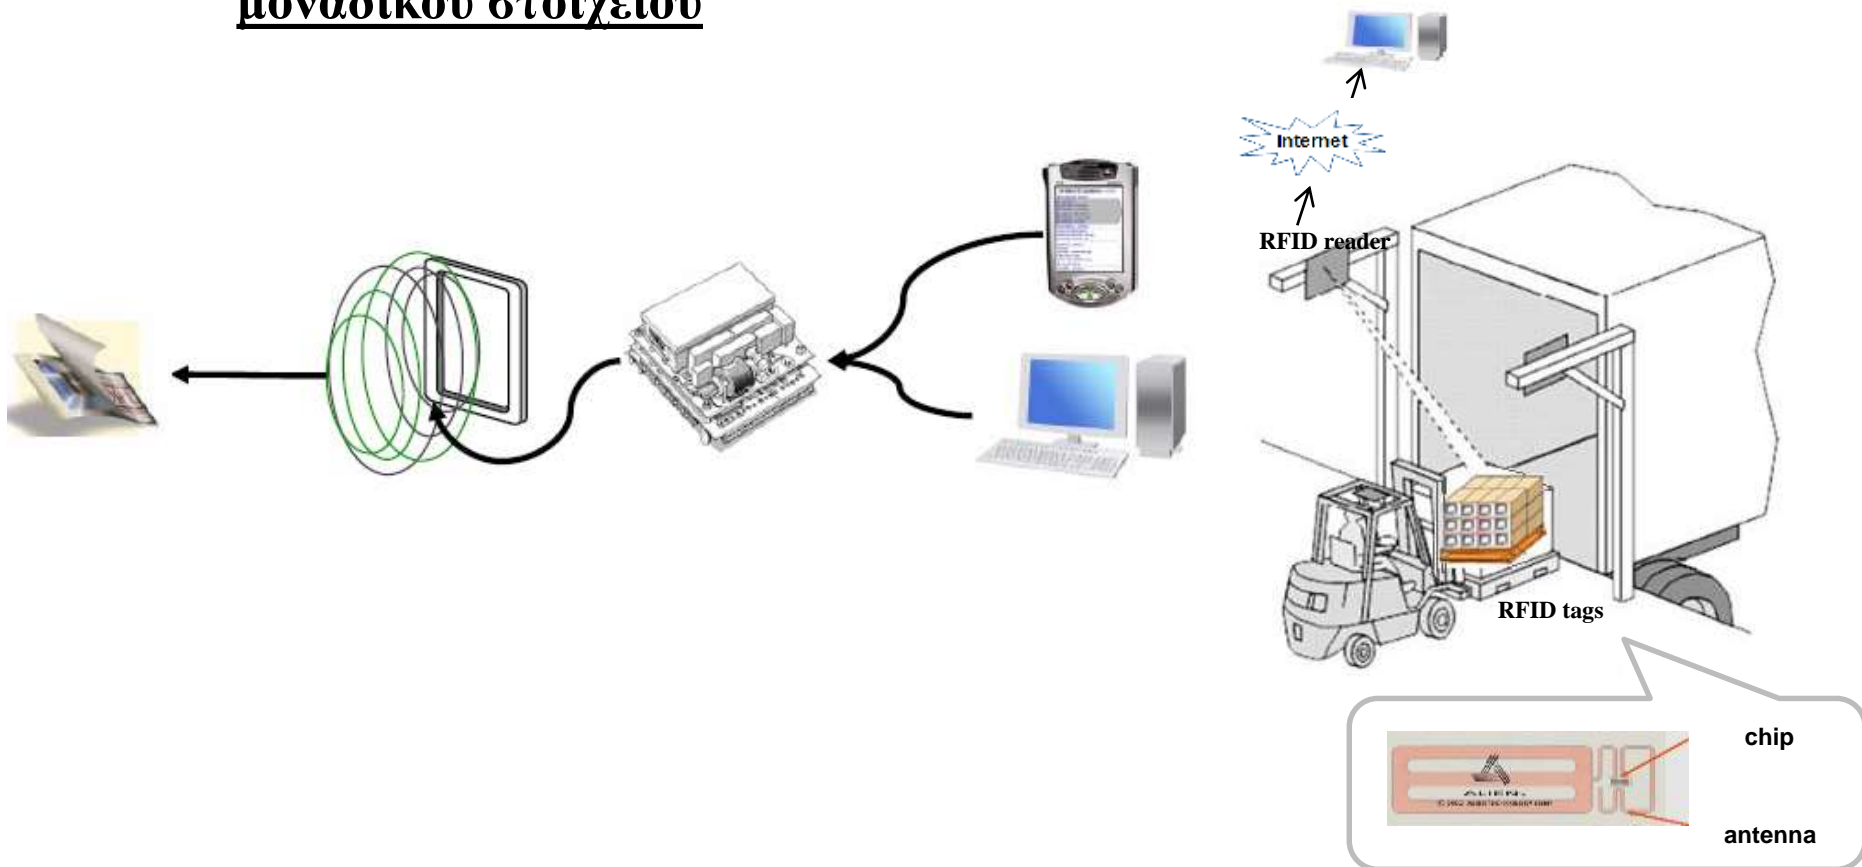 μοναδικού στοιχείου
Internet
RFID reader
RFID tags
chip
ALIEN
antenna